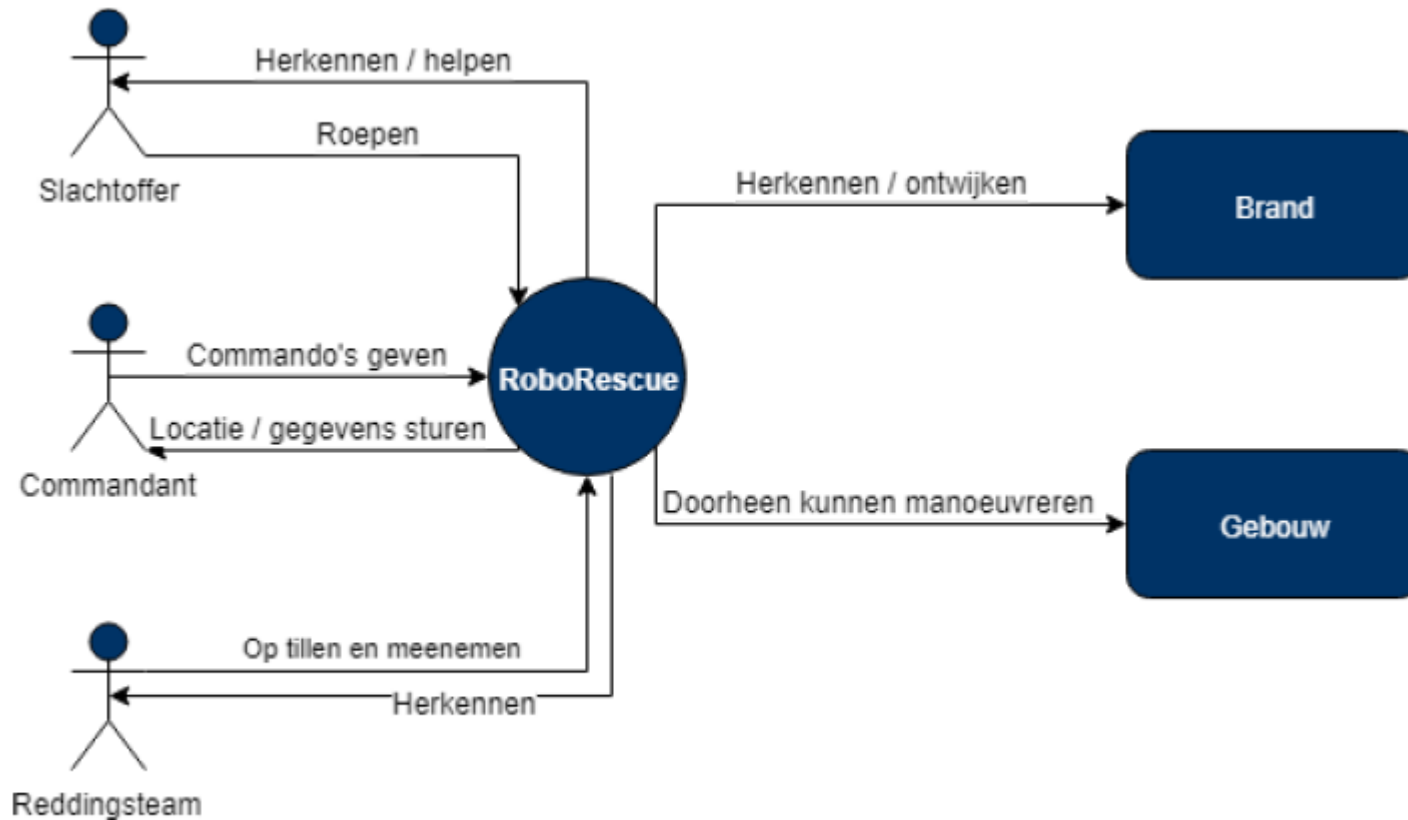 Herkennen / helpen
Roepen
Slachtoffer
Herkennen / ontwijken
Brand
Commando's geven
RoboRescue
Locatie / gegevens sturen
Commandant
Doorheen kunnen manoeuvreren
Gebouw
Op tillen en meenemen
Herkennen
Reddingsteam